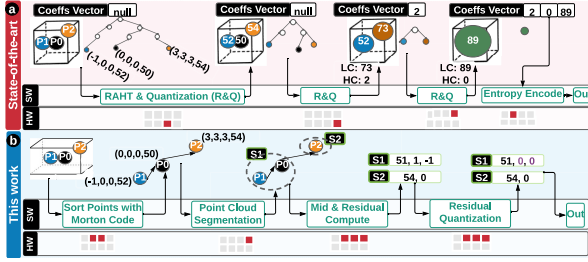 a
State-of-the-art
SW
HW
Coeffs Vector null
P1 P0 P2
(-1,0,0,52)
(0,0,0,50)
(3,3,3,54)
RAHT & Quantization (R&Q)
Coeffs Vector null
52 50 54
R&Q
Coeffs Vector 2
52 73
LC: 73
HC: 2
R&Q
Coeffs Vector 2 0 89
89
LC: 89
HC: 0
Entropy Encode
Out
b
This work
SW
HW
P1 P0 P2
(-1,0,0,52)
(0,0,0,50)
(3,3,3,54)
P1
P0
P2
Sort Points with
Morton Code
S1
S2
P1
P0
P2
Point Cloud
Segmentation
S1 51, 1, -1
S2 54, 0
Mid & Residual
Compute
S1 51, 0, 0
S2 54, 0
Residual
Quantization
Out